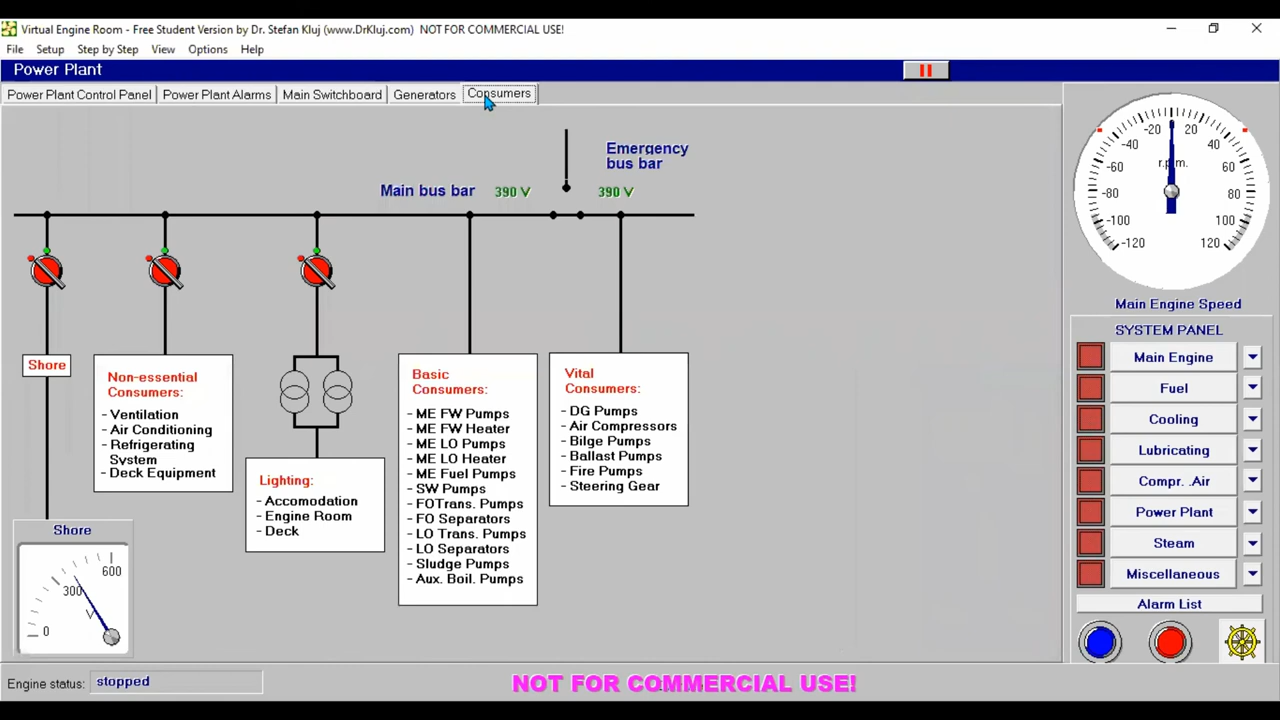 Virtual Engine Room - Free Student Version by Dr. Stefan Kluj (www.DrKluj.com)  NOT FOR COMMERCIAL USE!
File Setup Step by Step View Options Help
Power Plant
Power Plant Control Panel Power Plant Alarms Main Switchboard Generators Consumers
Emergency
bus bar
Main bus bar 390 V 390 V
Shore
Non-essential
Consumers:
- Ventilation
- Air Conditioning
- Refrigerating
System
- Deck Equipment
Lighting:
- Accomodation
- Engine Room
- Deck
Basic
Consumers:
- ME FW Pumps
- ME FW Heater
- ME LO Pumps
- ME LO Heater
- ME Fuel Pumps
- SW Pumps
- FOTrans. Pumps
- FO Separators
- LO Trans. Pumps
- LO Separators
- Sludge Pumps
- Aux. Boil. Pumps
Vital
Consumers:
- DG Pumps
- Air Compressors
- Bilge Pumps
- Ballast Pumps
- Fire Pumps
- Steering Gear
Shore
600
300
V
0
-20 20
-40 40
r.p.m.
-60 60
-80 80
-100 100
-120 120
Main Engine Speed
SYSTEM PANEL
Main Engine
Fuel
Cooling
Lubricating
Compr. .Air
Power Plant
Steam
Miscellaneous
Alarm List
Engine status: stopped
NOT FOR COMMERCIAL USE!